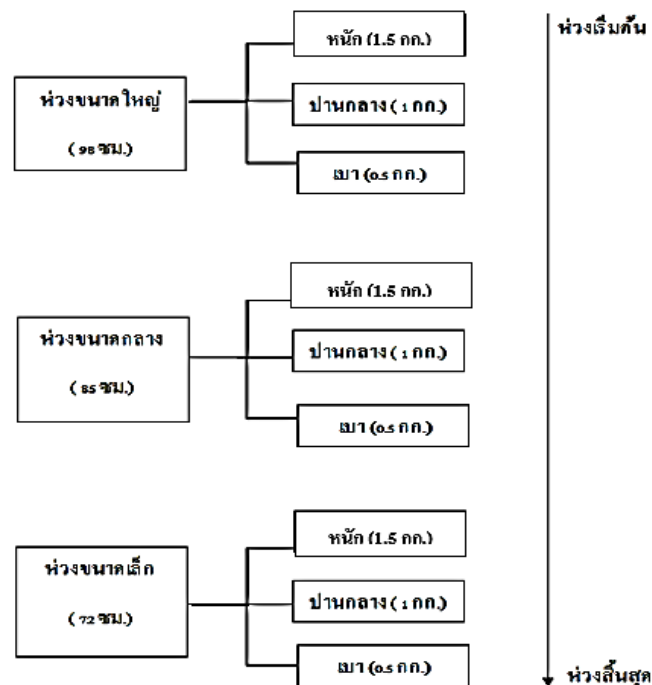 หนัก (1.5 กก.)
ห่วงเริ่มต้น
ห่วงขนาดใหญ่
(98 ซม.)
ปานกลาง (1 กก.)
เบา (0.5 กก.)
หนัก (1.5 กก.)
ห่วงขนาดกลาง
(85 ซม.)
ปานกลาง (1 กก.)
เบา (0.5 กก.)
หนัก (1.5 กก.)
ห่วงขนาดเล็ก
(72 ซม.)
ปานกลาง (1 กก.)
เบา (0.5 กก.)
ห่วงสิ้นสุด